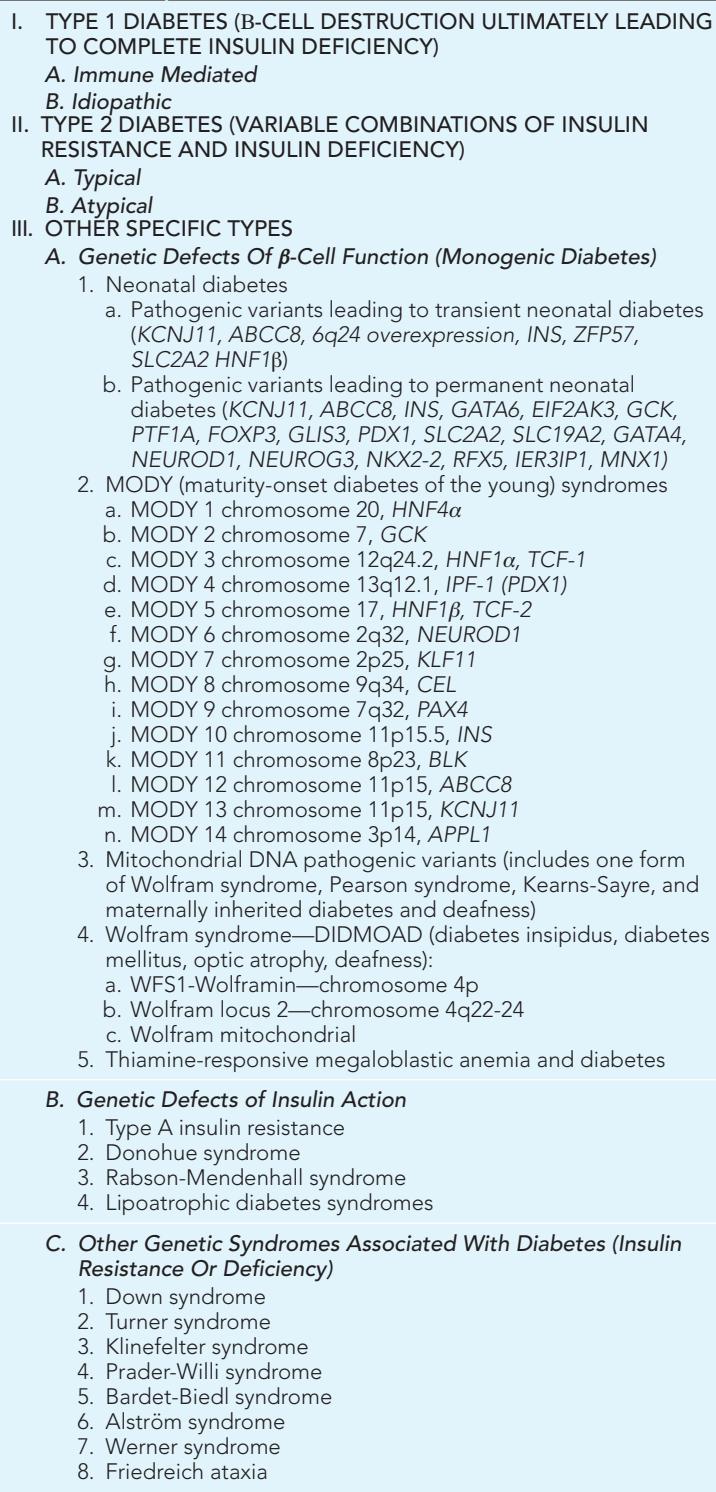 I. TYPE 1 DIABETES (B-CELL DESTRUCTION ULTIMATELY LEADING
TO COMPLETE INSULIN DEFICIENCY)
A. Immune Mediated
B. Idiopathic
II. TYPE 2 DIABETES (VARIABLE COMBINATIONS OF INSULIN
RESISTANCE AND INSULIN DEFICIENCY)
A. Typical
B. Atypical
III. OTHER SPECIFIC TYPES
A. Genetic Defects Of β-Cell Function (Monogenic Diabetes)
1. Neonatal diabetes
a. Pathogenic variants leading to transient neonatal diabetes
(KCNJ11, ABCC8, 6q24 overexpression, INS, ZFP57,
SLC2A2 HNF1β)
b. Pathogenic variants leading to permanent neonatal
diabetes (KCNJ11, ABCC8, INS, GATA6, EIF2AK3, GCK,
PTF1A, FOXP3, GLIS3, PDX1, SLC2A2, SLC19A2, GATA4,
NEUROD1, NEUROG3, NKX2-2, RFX5, IER3IP1, MNX1)
2. MODY (maturity-onset diabetes of the young) syndromes
a. MODY 1 chromosome 20, HNF4α
b. MODY 2 chromosome 7, GCK
c. MODY 3 chromosome 12q24.2, HNF1α, TCF-1
d. MODY 4 chromosome 13q12.1, IPF-1 (PDX1)
e. MODY 5 chromosome 17, HNF1β, TCF-2
f. MODY 6 chromosome 2q32, NEUROD1
g. MODY 7 chromosome 2p25, KLF11
h. MODY 8 chromosome 9q34, CEL
i. MODY 9 chromosome 7q32, PAX4
j. MODY 10 chromosome 11p15.5, INS
k. MODY 11 chromosome 8p23, BLK
l. MODY 12 chromosome 11p15, ABCC8
m. MODY 13 chromosome 11p15, KCNJ11
n. MODY 14 chromosome 3p14, APPL1
3. Mitochondrial DNA pathogenic variants (includes one form
of Wolfram syndrome, Pearson syndrome, Kearns-Sayre, and
maternally inherited diabetes and deafness)
4. Wolfram syndrome—DIDMOAD (diabetes insipidus, diabetes
mellitus, optic atrophy, deafness):
a. WFS1-Wolframin—chromosome 4p
b. Wolfram locus 2—chromosome 4q22-24
c. Wolfram mitochondrial
5. Thiamine-responsive megaloblastic anemia and diabetes
B. Genetic Defects of Insulin Action
1. Type A insulin resistance
2. Donohue syndrome
3. Rabson-Mendenhall syndrome
4. Lipoatrophic diabetes syndromes
C. Other Genetic Syndromes Associated With Diabetes (Insulin
Resistance Or Deficiency)
1. Down syndrome
2. Turner syndrome
3. Klinefelter syndrome
4. Prader-Willi syndrome
5. Bardet-Biedl syndrome
6. Alström syndrome
7. Werner syndrome
8. Friedreich ataxia